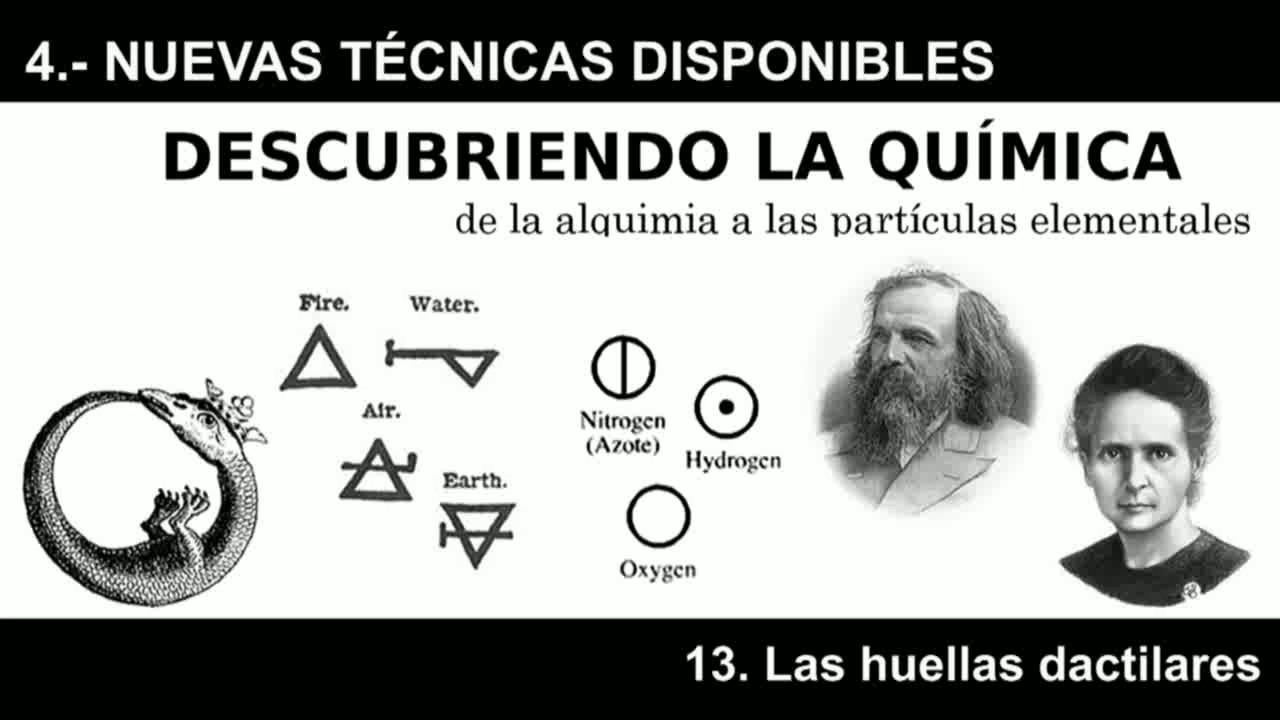 4.- NUEVAS TÉCNICAS DISPONIBLES
DESCUBRIENDO LA QUÍMICA
de la alquimia a las partículas elementales
Fire.
Water.
Air.
Earth.
Nitrogen
(Azote)
Hydrogen
Oxygen
13. Las huellas dactilares